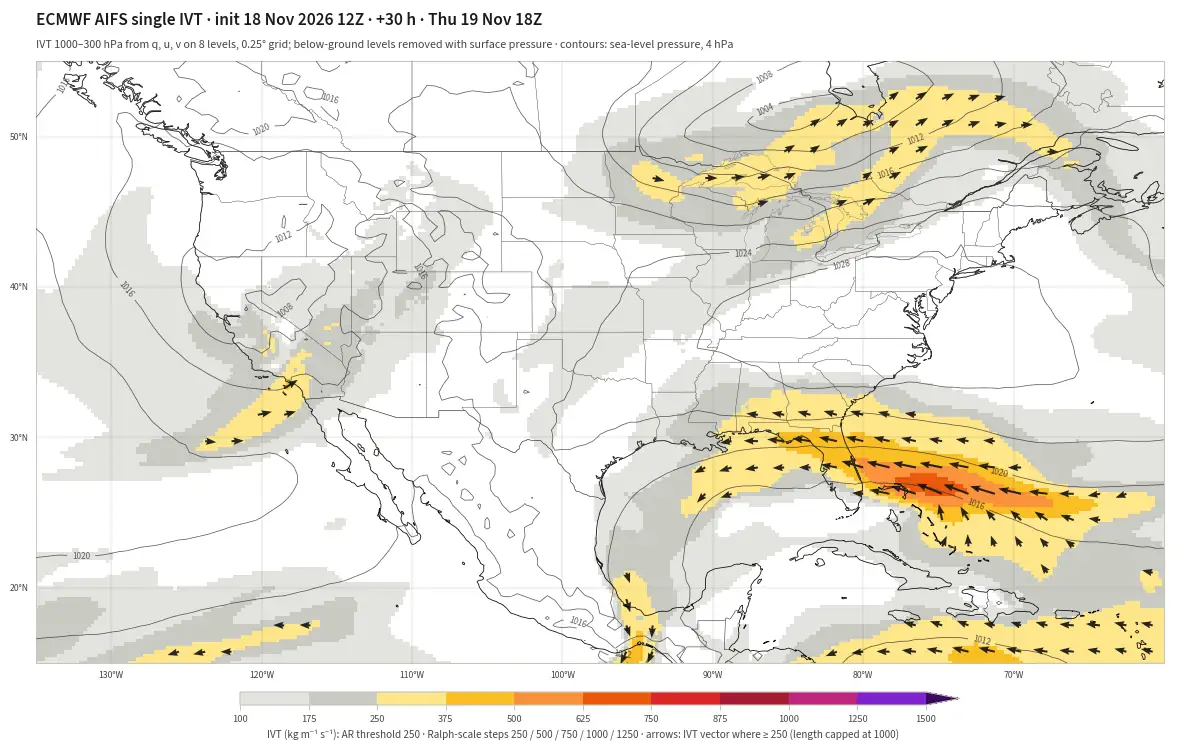 ECMWF AIFS single IVT · init 18 Nov 2026 12Z · +30 h · Thu 19 Nov 18Z
IVT 1000–300 hPa from q, u, v on 8 levels, 0.25° grid; below-ground levels removed with surface pressure · contours: sea-level pressure, 4 hPa
1016
1016
1020
1008
1004
1012
50°N
1016
1012
1024
1028
1016
1016
40°N
1008
30°N
1020
1016
1020
20°N
1016
1012
1012
130°W 120°W 110°W 100°W 90°W 80°W 70°W
100 175 250 375 500 625 750 875 1000 1250 1500
IVT (kg m⁻¹ s⁻¹): AR threshold 250 · Ralph-scale steps 250 / 500 / 750 / 1000 / 1250 · arrows: IVT vector where ≥ 250 (length capped at 1000)